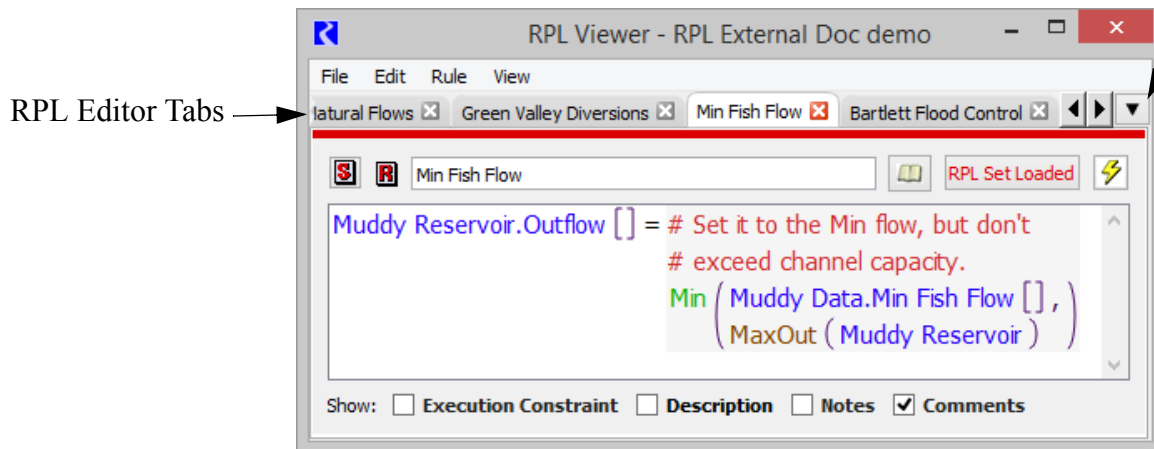 RPL Viewer - RPL External Doc demo
File Edit Rule View
RPL Editor Tabs
latural Flows Green Valley Diversions Min Fish Flow Bartlett Flood Control
S R Min Fish Flow RPL Set Loaded
Muddy Reservoir.Outflow [] = # Set it to the Min flow, but don't
# exceed channel capacity.
Min ( Muddy Data.Min Fish Flow [] ,
MaxOut ( Muddy Reservoir ) )
Show: Execution Constraint Description Notes Comments